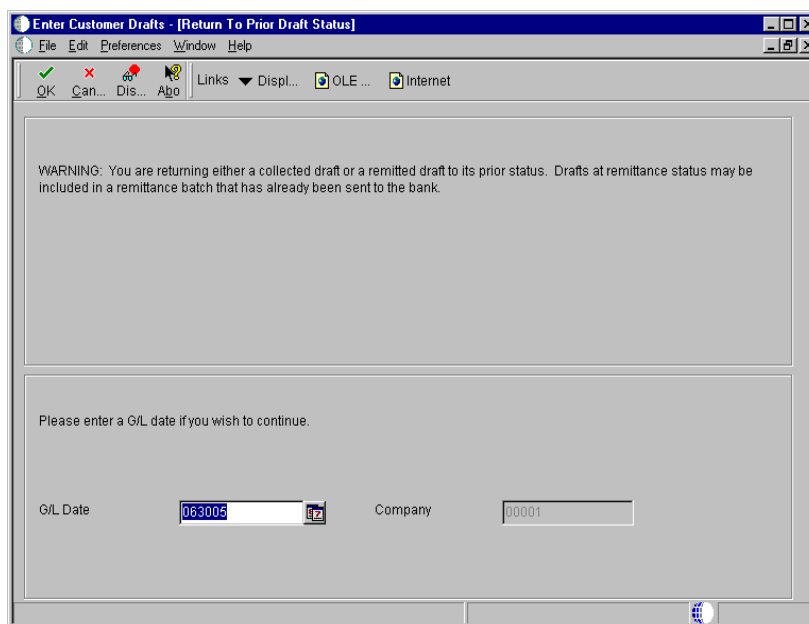 Enter Customer Drafts - [Return To Prior Draft Status]
File Edit Preferences Window Help
OK Can... Dis... Abo Links Displ... OLE ... Internet
WARNING: You are returning either a collected draft or a remitted draft to its prior status. Drafts at remittance status may be
included in a remittance batch that has already been sent to the bank.
Please enter a G/L date if you wish to continue.
G/L Date 063005 Company 00001